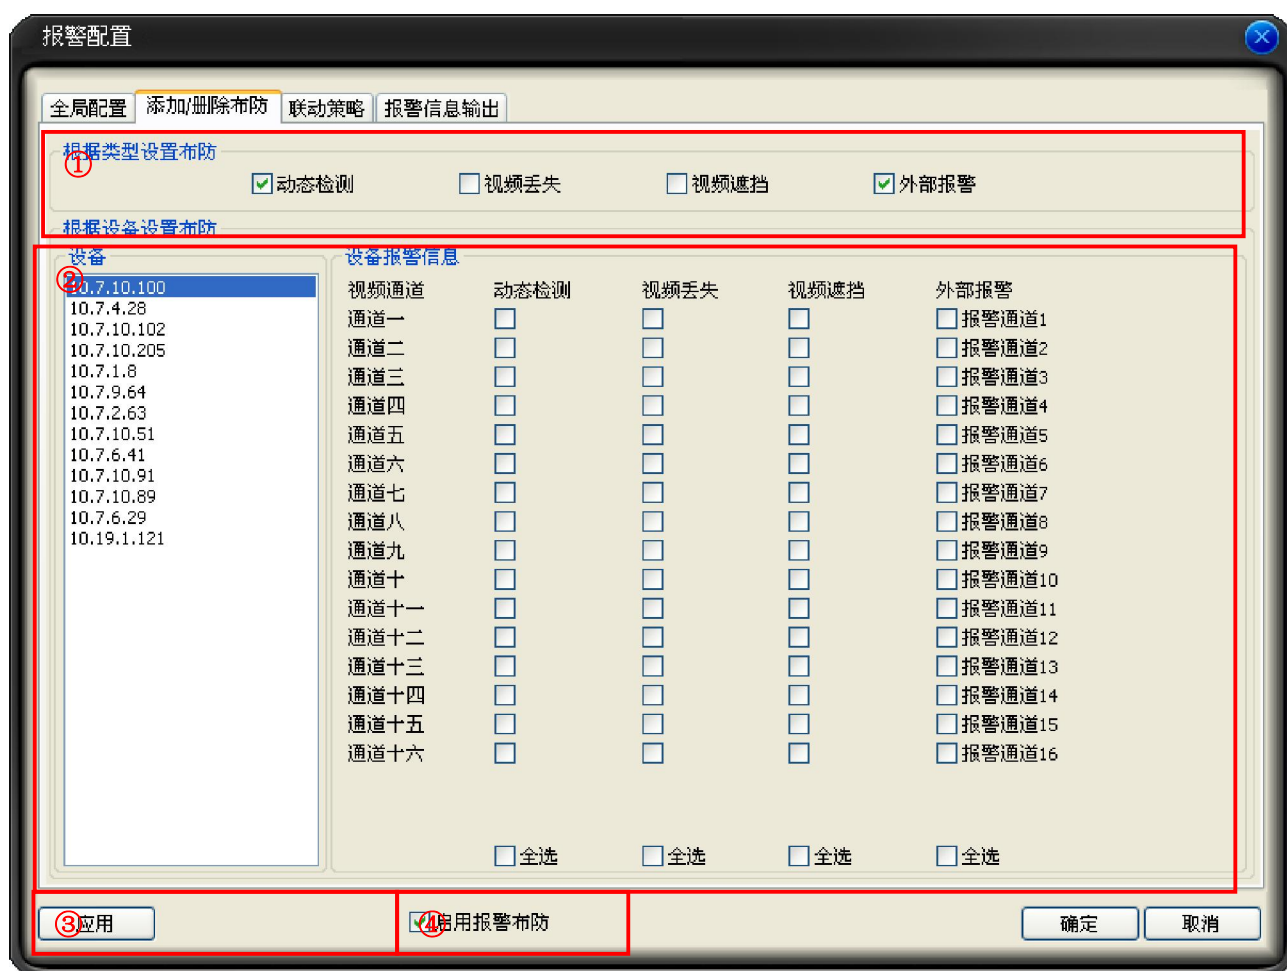 报警配置
全局配置 添加/删除布防 联动策略 报警信息输出
根据类型设置布防
①
动态检测 视频丢失 视频遮挡 外部报警
根据设备设置布防
设备 设备报警信息
②
10.7.10.100
10.7.4.28
10.7.10.102
10.7.10.205
10.7.1.8
10.7.9.64
10.7.2.63
10.7.10.51
10.7.6.41
10.7.10.91
10.7.10.89
10.7.6.29
10.19.1.121
视频通道 动态检测 视频丢失 视频遮挡 外部报警
通道一 报警通道1
通道二 报警通道2
通道三 报警通道3
通道四 报警通道4
通道五 报警通道5
通道六 报警通道6
通道七 报警通道7
通道八 报警通道8
通道九 报警通道9
通道十 报警通道10
通道十一 报警通道11
通道十二 报警通道12
通道十三 报警通道13
通道十四 报警通道14
通道十五 报警通道15
通道十六 报警通道16
全选 全选 全选 全选
③应用 ④启用报警布防 确定 取消